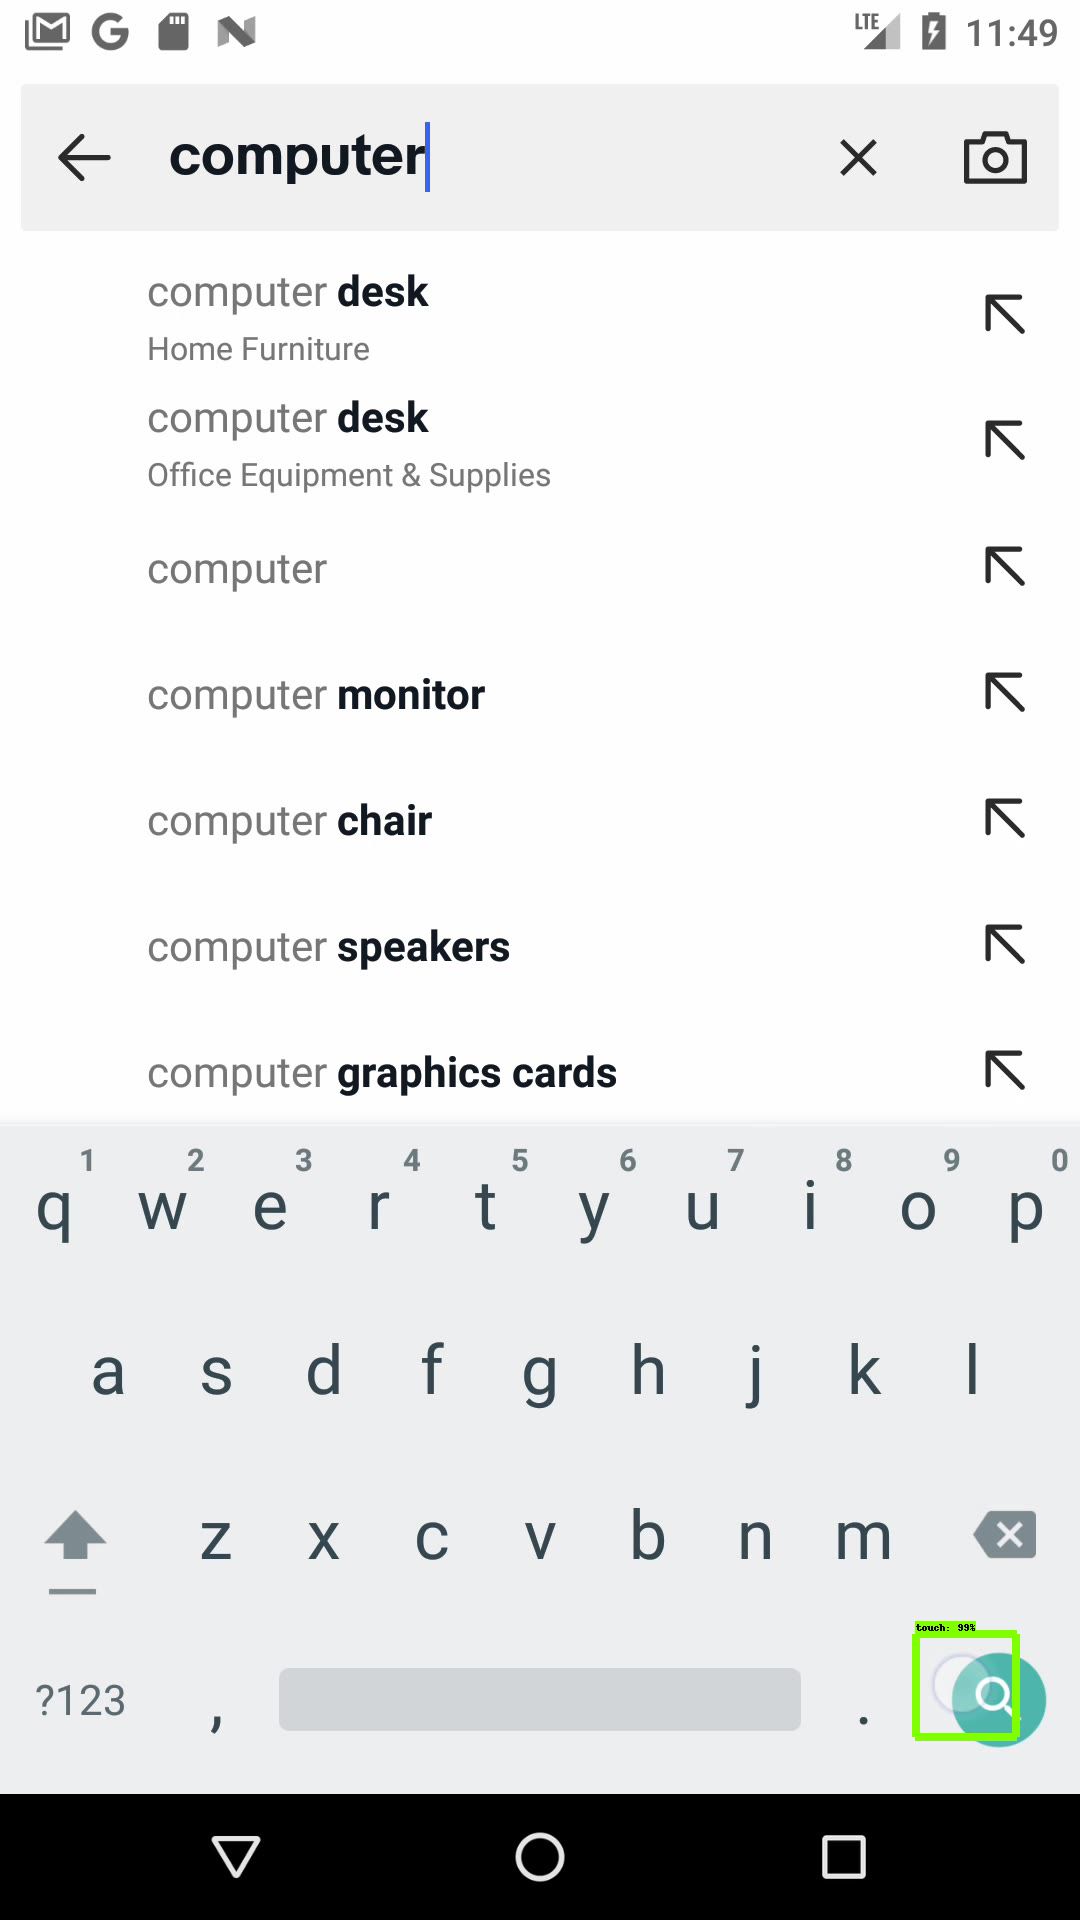 LTE 11:49
computer
computer desk
Home Furniture
computer desk
Office Equipment & Supplies
computer
computer monitor
computer chair
computer speakers
computer graphics cards
1 2 3 4 5 6 7 8 9 0
q w e r t y u i o p
a s d f g h j k l
z x c v b n m
touch: 99%
?123 , .